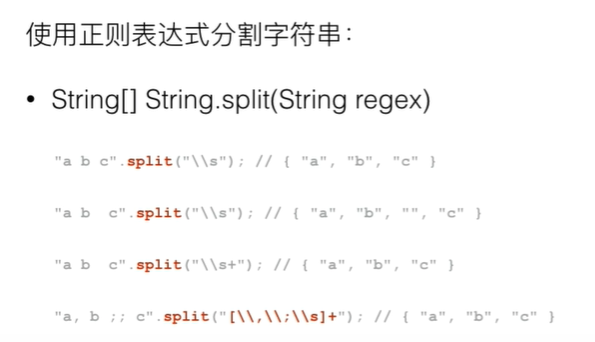 使用正则表达式分割字符串：
• String[] String.split(String regex)
"a b c".split("\\s"); // { "a", "b", "c" }
"a b  c".split("\\s"); // { "a", "b", "", "c" }
"a b  c".split("\\s+"); // { "a", "b", "c" }
"a, b ;; c".split("[\\,\\;\\s]+"); // { "a", "b", "c" }